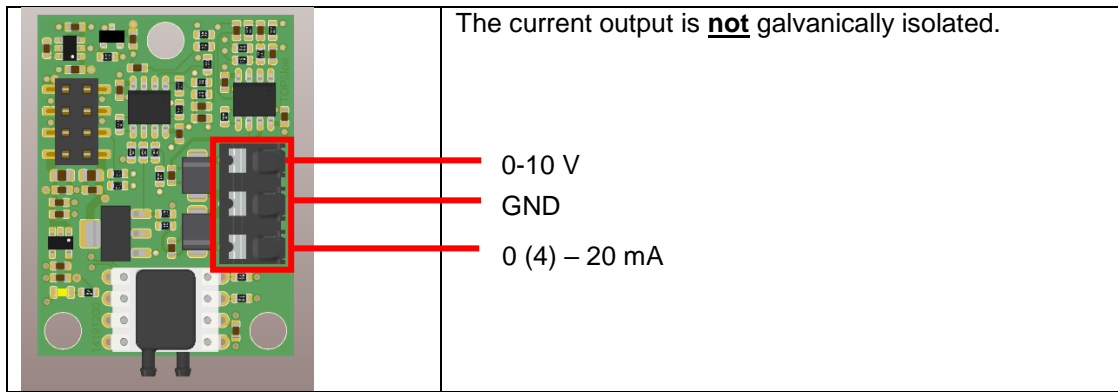 The current output is not galvanically isolated.
0-10 V
GND
0 (4) – 20 mA